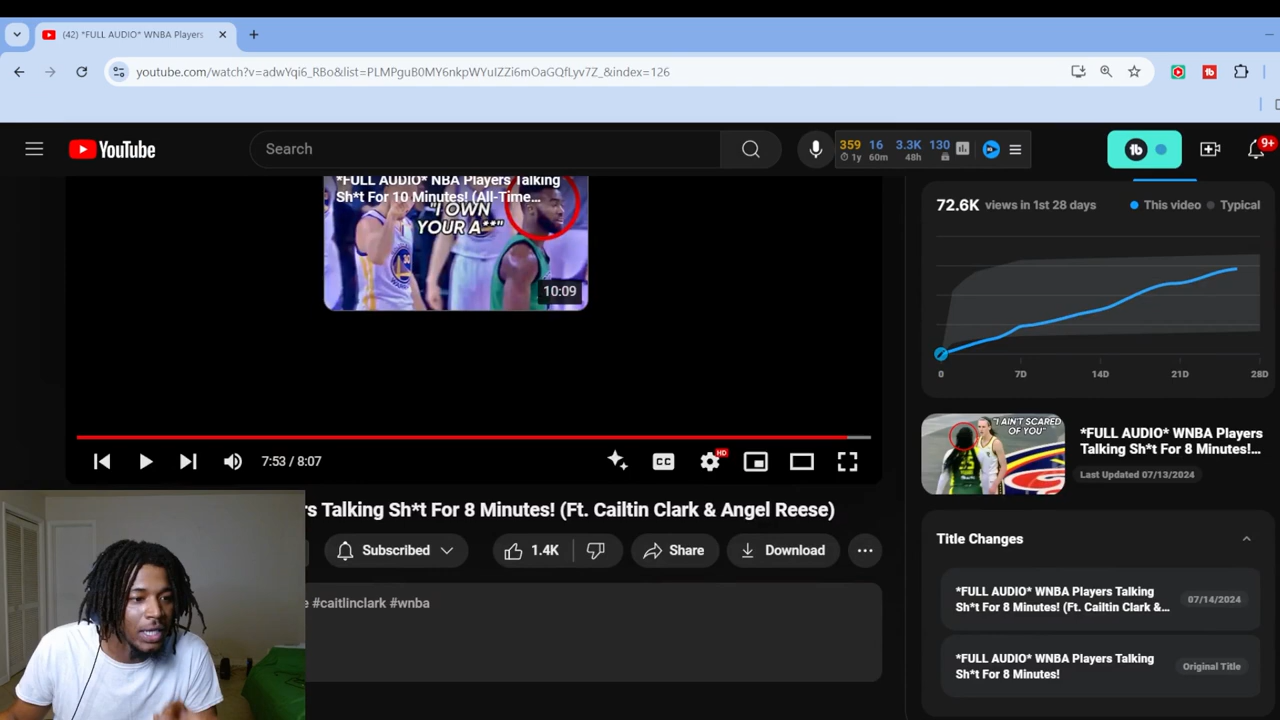 (42) *FULL AUDIO* WNBA Players
youtube.com/watch?v=adwYqi6_RBo&list=PLMPguB0MY6nkpWYuIZZi6mOaGQfLyv7Z_&index=126
YouTube
Search
359 16 3.3K 130
1y 60m 48h
9+
*FULL AUDIO* NBA Players Talking
Sh*t For 10 Minutes! (All-Time...
"I OWN
YOUR A**"
30
10:09
7:53 / 8:07
CC
HD
rs Talking Sh*t For 8 Minutes! (Ft. Cailtin Clark & Angel Reese)
Subscribed
1.4K
Share
Download
e #caitlinclark #wnba
72.6K views in 1st 28 days
This video
Typical
0 7D 14D 21D 28D
"I AIN'T SCARED
OF YOU"
*FULL AUDIO* WNBA Players
Talking Sh*t For 8 Minutes!...
Last Updated 07/13/2024
Title Changes
*FULL AUDIO* WNBA Players Talking
Sh*t For 8 Minutes! (Ft. Cailtin Clark &...
07/14/2024
*FULL AUDIO* WNBA Players Talking
Sh*t For 8 Minutes!
Original Title